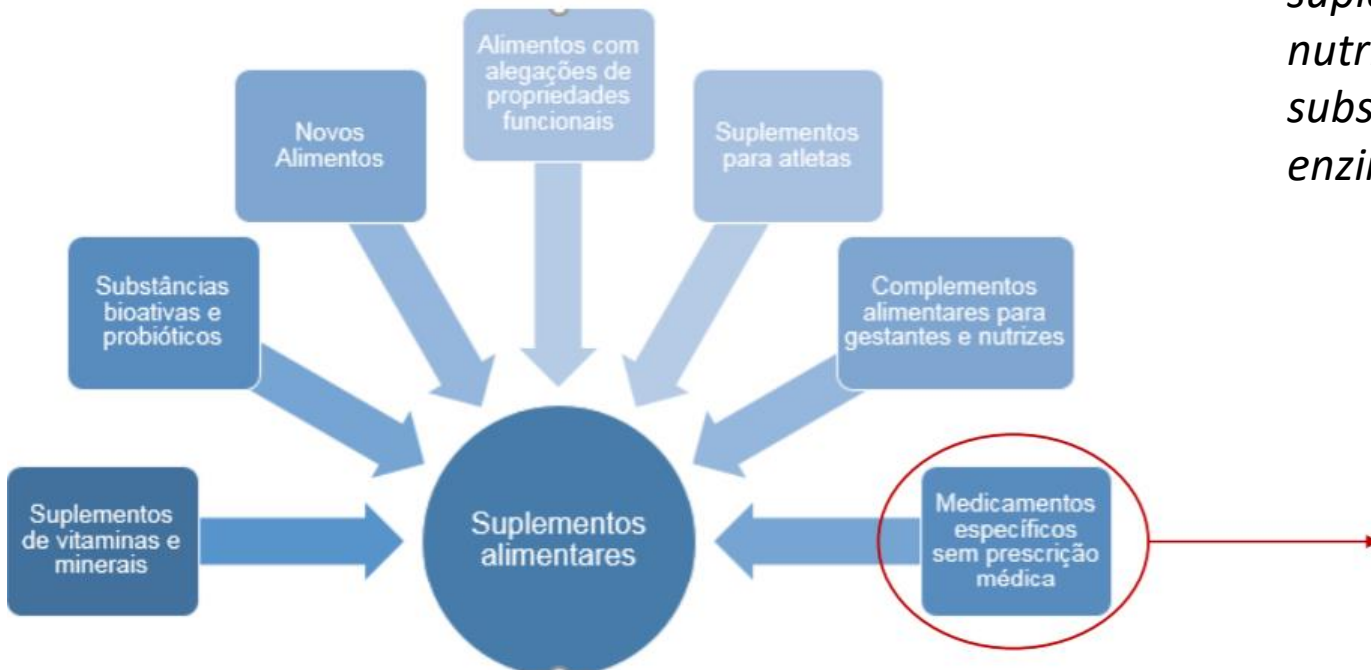 Alimentos com
alegações de
propriedades
funcionais
Novos
Alimentos
Suplementos
para atletas
Substâncias
bioativas e
probióticos
Complementos
alimentares para
gestantes e nutrizes
Suplementos
de vitaminas e
minerais
Suplementos
alimentares
Medicamentos
específicos
sem prescrição
médica